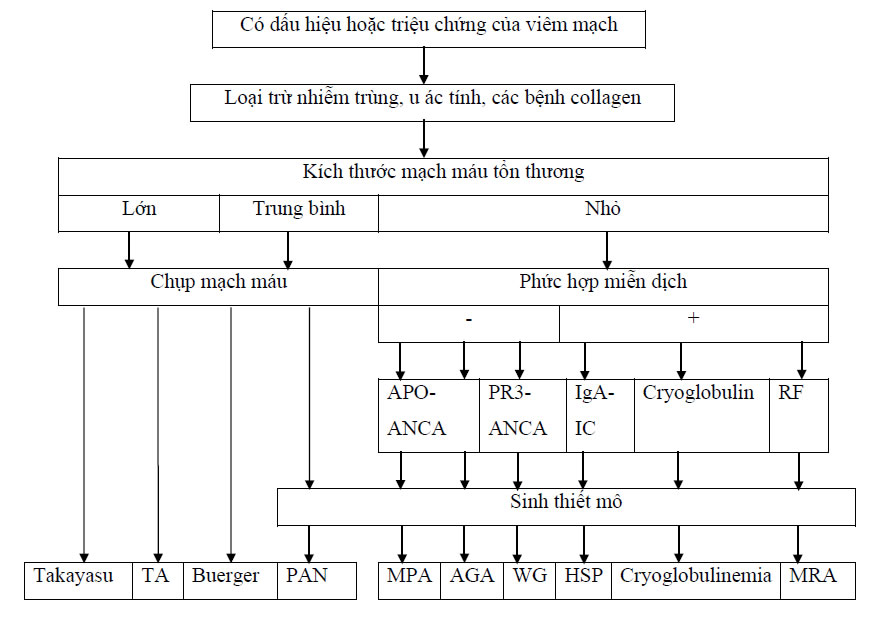 Có dấu hiệu hoặc triệu chứng của viêm mạch
Loại trừ nhiễm trùng, u ác tính, các bệnh collagen
Kích thước mạch máu tổn thương
Lớn
Trung bình
Nhỏ
Chụp mạch máu
Phức hợp miễn dịch
-
+
APO-
ANCA
PR3-
ANCA
IgA-
IC
Cryoglobulin
RF
Sinh thiết mô
Takayasu
TA
Buerger
PAN
MPA
AGA
WG
HSP
Cryoglobulinemia
MRA